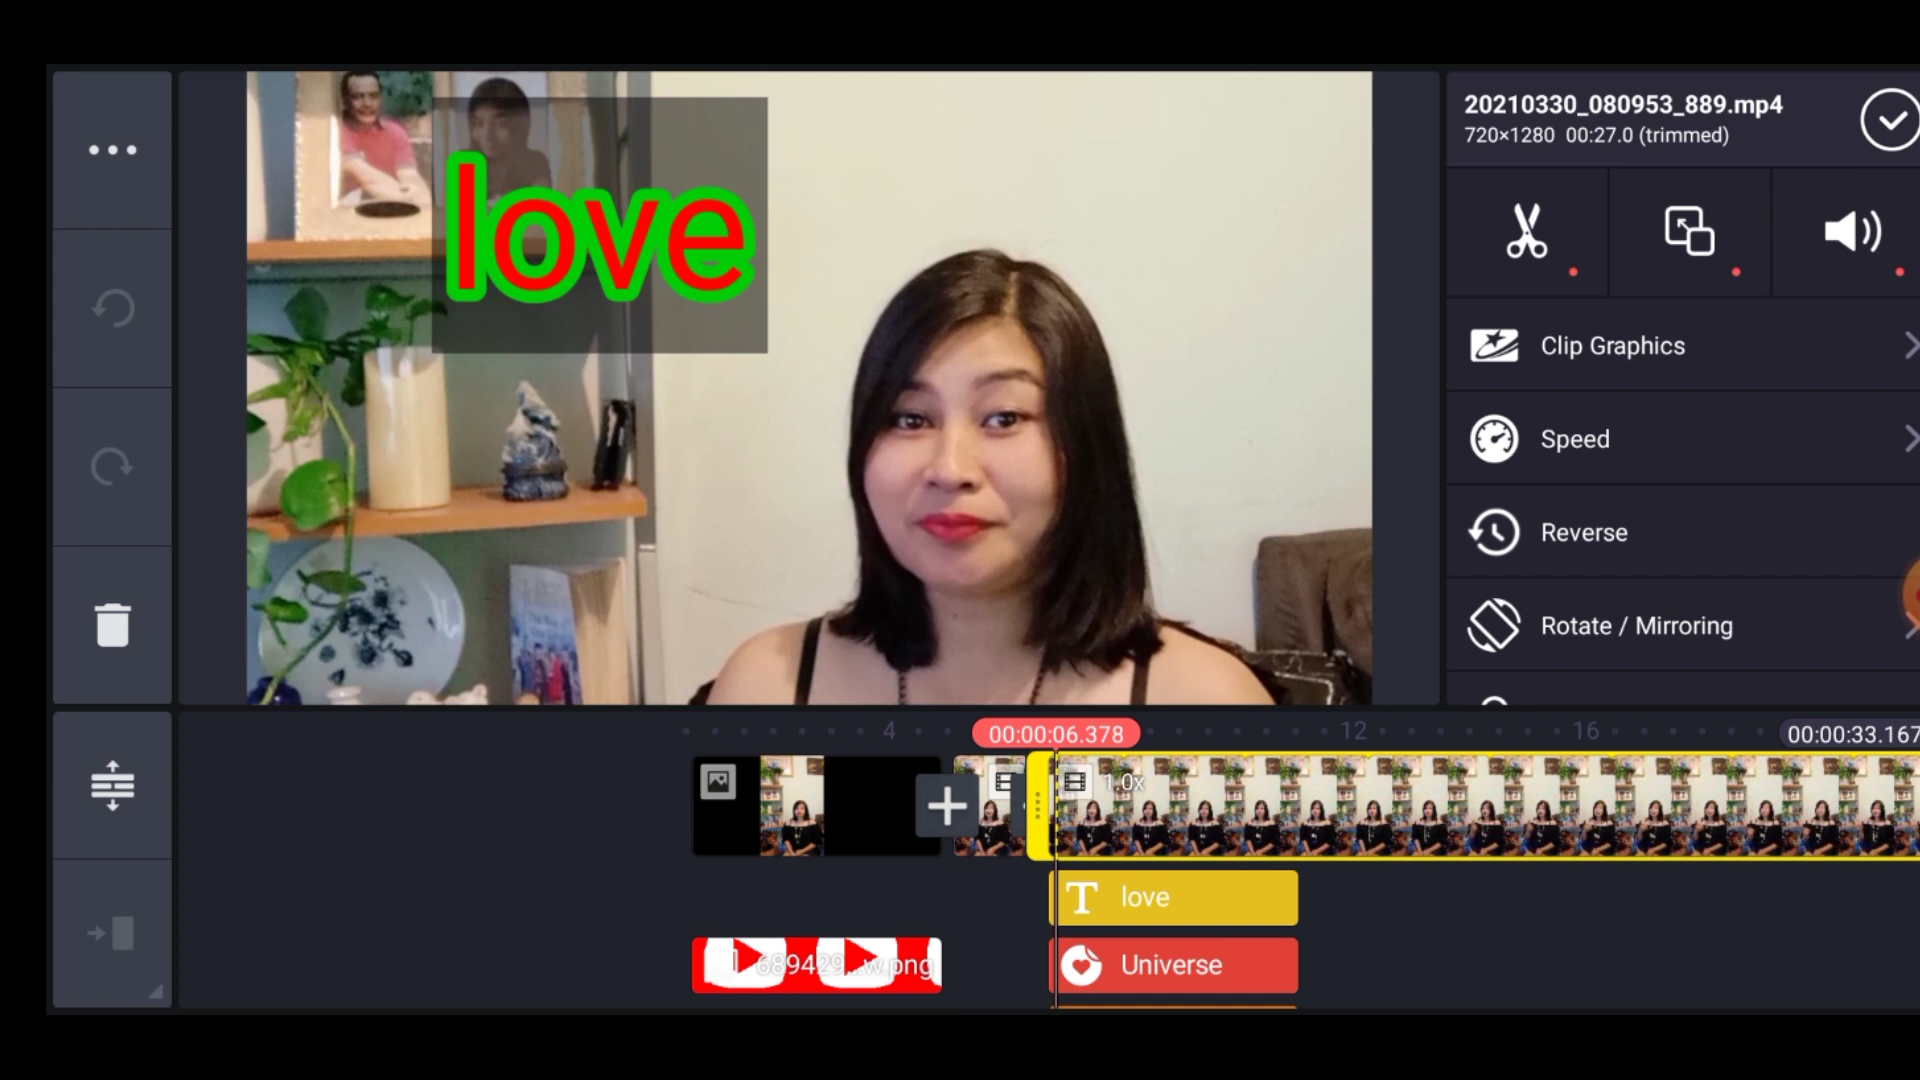 love
20210330_080953_889.mp4
720×1280 00:27.0 (trimmed)
Clip Graphics
Speed
Reverse
Rotate / Mirroring
4
00:00:06.378
12
16
00:00:33.167
1.0x
T love
689429...w.png
Universe